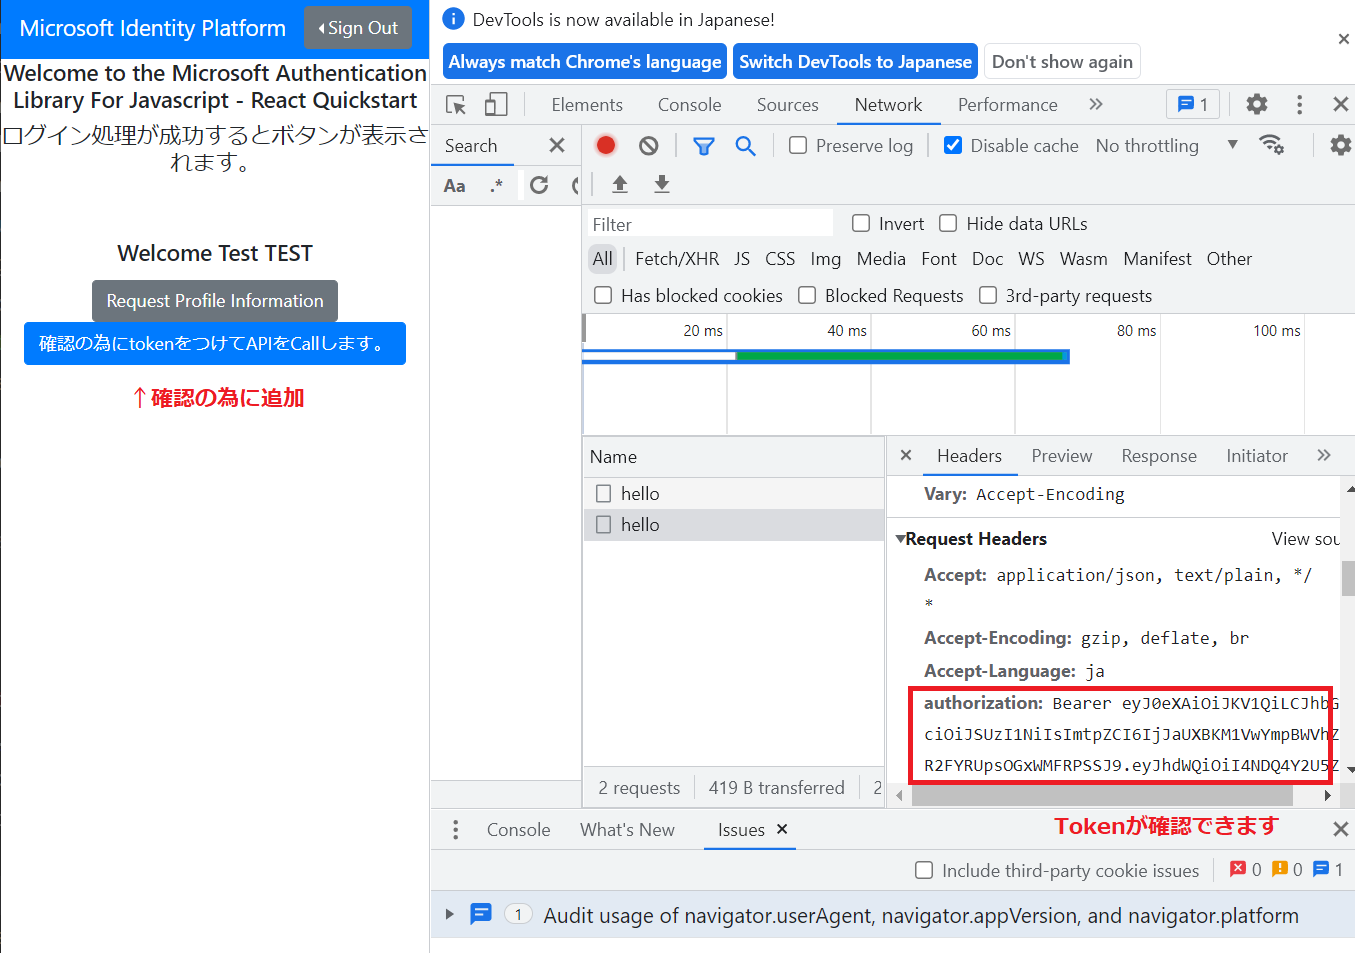 Microsoft Identity Platform
Sign Out
Welcome to the Microsoft Authentication
Library For Javascript - React Quickstart
ログイン処理が成功するとボタンが表示さ
れます。
Welcome Test TEST
Request Profile Information
確認の為にtokenをつけてAPIをCallします。
↑確認の為に追加
DevTools is now available in Japanese!
Always match Chrome's language
Switch DevTools to Japanese
Don't show again
Elements
Console
Sources
Network
Performance
1
Search
Preserve log
Disable cache
No throttling
Aa
.*
Filter
Invert
Hide data URLs
All
Fetch/XHR
JS
CSS
Img
Media
Font
Doc
WS
Wasm
Manifest
Other
Has blocked cookies
Blocked Requests
3rd-party requests
20 ms
40 ms
60 ms
80 ms
100 ms
Name
hello
hello
2 requests
419 B transferred
2
Headers
Preview
Response
Initiator
Vary: Accept-Encoding
Request Headers
View sou
Accept: application/json, text/plain, */
*
Accept-Encoding: gzip, deflate, br
Accept-Language: ja
authorization: Bearer eyJ0eXAiOiJKV1QiLCJhbG
ciOiJSUzI1NiIsImtpZCI6IjJaUXBKM1VwYmpBWVhZ
R2FYRUpsOGxWMFRPSSJ9.eyJhdWQiOiI4NDQ4Y2U5Z
Console
What's New
Issues
Tokenが確認できます
Include third-party cookie issues
0
0
1
1
Audit usage of navigator.userAgent, navigator.appVersion, and navigator.platform